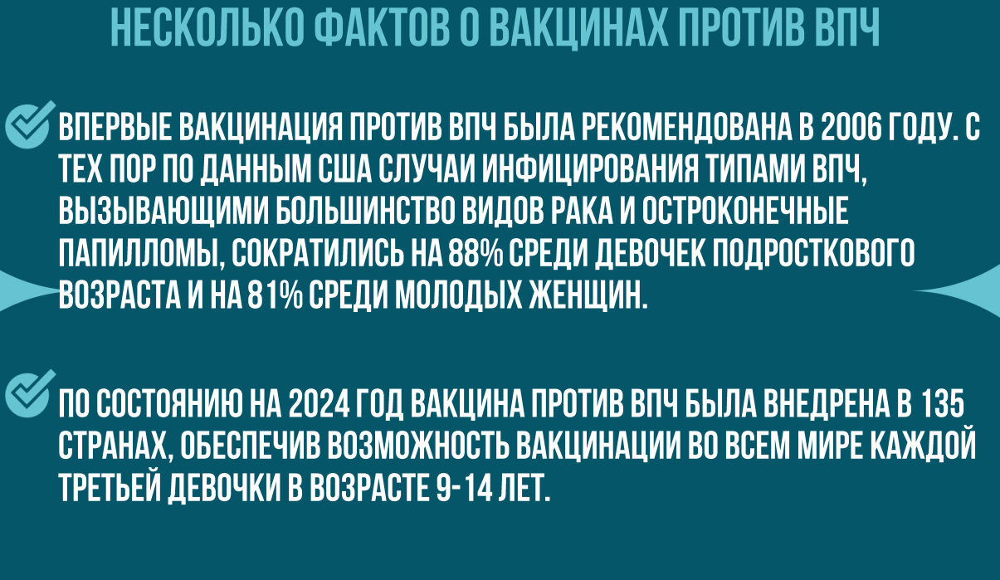 НЕСКОЛЬКО ФАКТОВ О ВАКЦИНАХ ПРОТИВ ВПЧ
ВПЕРВЫЕ ВАКЦИНАЦИЯ ПРОТИВ ВПЧ БЫЛА РЕКОМЕНДОВАНА В 2006 ГОДУ. С
ТЕХ ПОР ПО ДАННЫМ США СЛУЧАИ ИНФИЦИРОВАНИЯ ТИПАМИ ВПЧ,
ВЫЗЫВАЮЩИМИ БОЛЬШИНСТВО ВИДОВ РАКА И ОСТРОКОНЕЧНЫЕ
ПАПИЛЛОМЫ, СОКРАТИЛИСЬ НА 88% СРЕДИ ДЕВОЧЕК ПОДРОСТКОВОГО
ВОЗРАСТА И НА 81% СРЕДИ МОЛОДЫХ ЖЕНЩИН.
ПО СОСТОЯНИЮ НА 2024 ГОД ВАКЦИНА ПРОТИВ ВПЧ БЫЛА ВНЕДРЕНА В 135
СТРАНАХ, ОБЕСПЕЧИВ ВОЗМОЖНОСТЬ ВАКЦИНАЦИИ ВО ВСЕМ МИРЕ КАЖДОЙ
ТРЕТЬЕЙ ДЕВОЧКИ В ВОЗРАСТЕ 9-14 ЛЕТ.